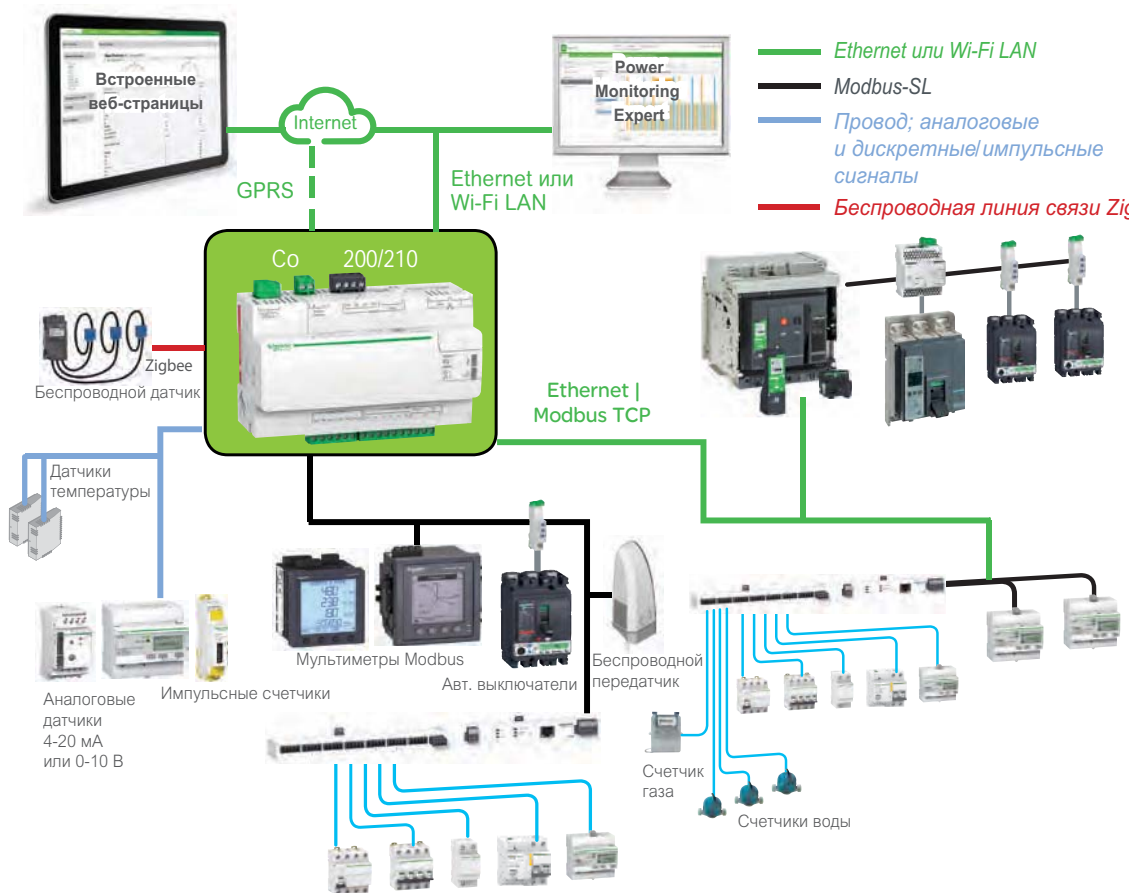 Встроенные
веб-страницы
Internet
Power
Monitoring
Expert
Ethernet или Wi-Fi LAN
Modbus-SL
Провод; аналоговые
и дискретные/импульсные
сигналы
Беспроводная линия связи Zig
GPRS
Ethernet или
Wi-Fi LAN
Co 200/210
Zigbee
Беспроводной датчик
Ethernet |
Modbus TCP
Датчики
температуры
Мультиметры Modbus
Авт. выключатели
Беспроводной
передатчик
Импульсные счетчики
Аналоговые
датчики
4-20 мА
или 0-10 В
Счетчик
газа
Счетчики воды